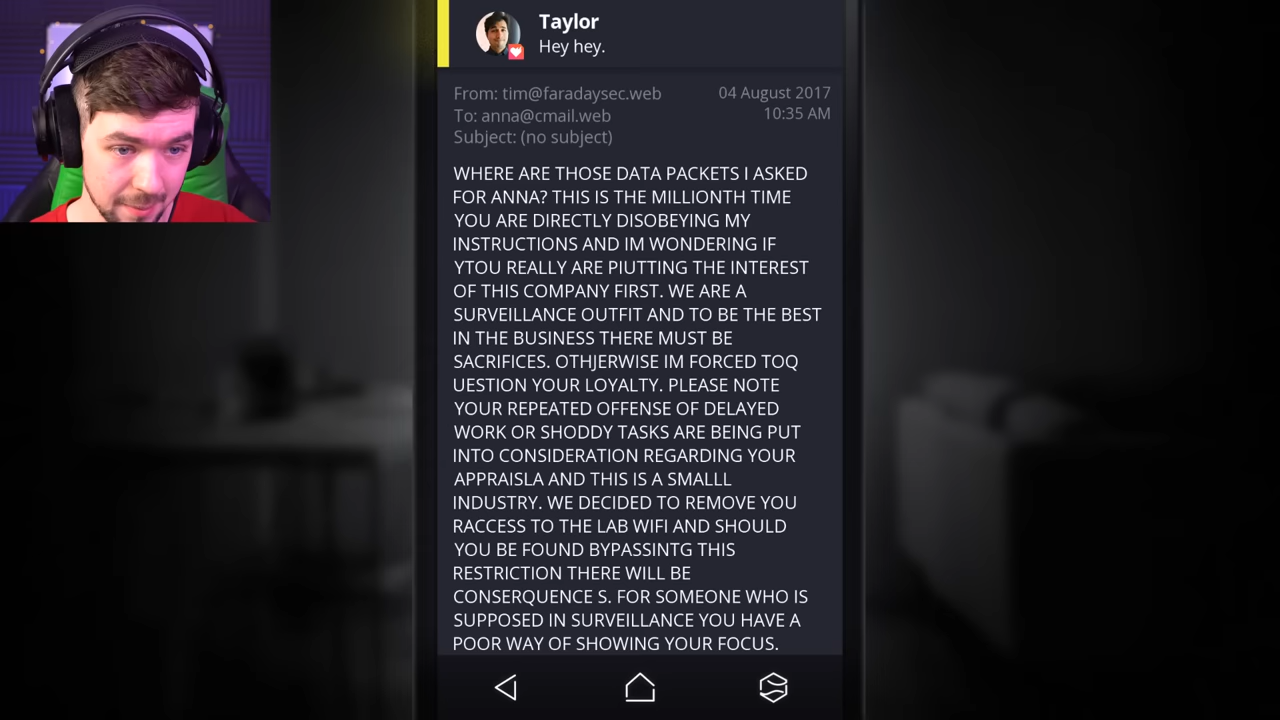 Taylor
Hey hey.
From: tim@faradaysec.web
04 August 2017
To: anna@cmail.web
10:35 AM
Subject: (no subject)
WHERE ARE THOSE DATA PACKETS I ASKED
FOR ANNA? THIS IS THE MILLIONTH TIME
YOU ARE DIRECTLY DISOBEYING MY
INSTRUCTIONS AND IM WONDERING IF
YTOU REALLY ARE PIUTTING THE INTEREST
OF THIS COMPANY FIRST. WE ARE A
SURVEILLANCE OUTFIT AND TO BE THE BEST
IN THE BUSINESS THERE MUST BE
SACRIFICES. OTHJERWISE IM FORCED TOQ
UESTION YOUR LOYALTY. PLEASE NOTE
YOUR REPEATED OFFENSE OF DELAYED
WORK OR SHODDY TASKS ARE BEING PUT
INTO CONSIDERATION REGARDING YOUR
APPRAISLA AND THIS IS A SMALLL
INDUSTRY. WE DECIDED TO REMOVE YOU
RACCESS TO THE LAB WIFI AND SHOULD
YOU BE FOUND BYPASSINTG THIS
RESTRICTION THERE WILL BE
CONSERQUENCE S. FOR SOMEONE WHO IS
SUPPOSED IN SURVEILLANCE YOU HAVE A
POOR WAY OF SHOWING YOUR FOCUS.